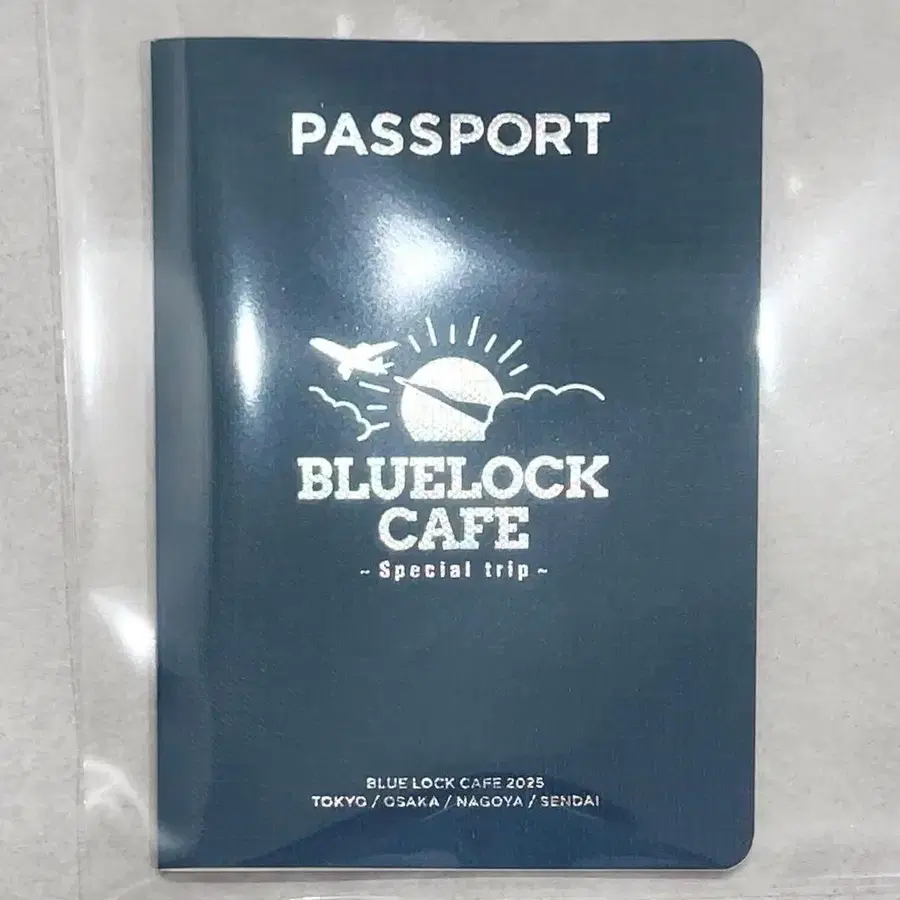 PASSPORT
BLUELOCK
CAFE
~ Special trip ~
BLUE LOCK CAFE 2025
TOKYO / OSAKA / NAGOYA / SENDAI